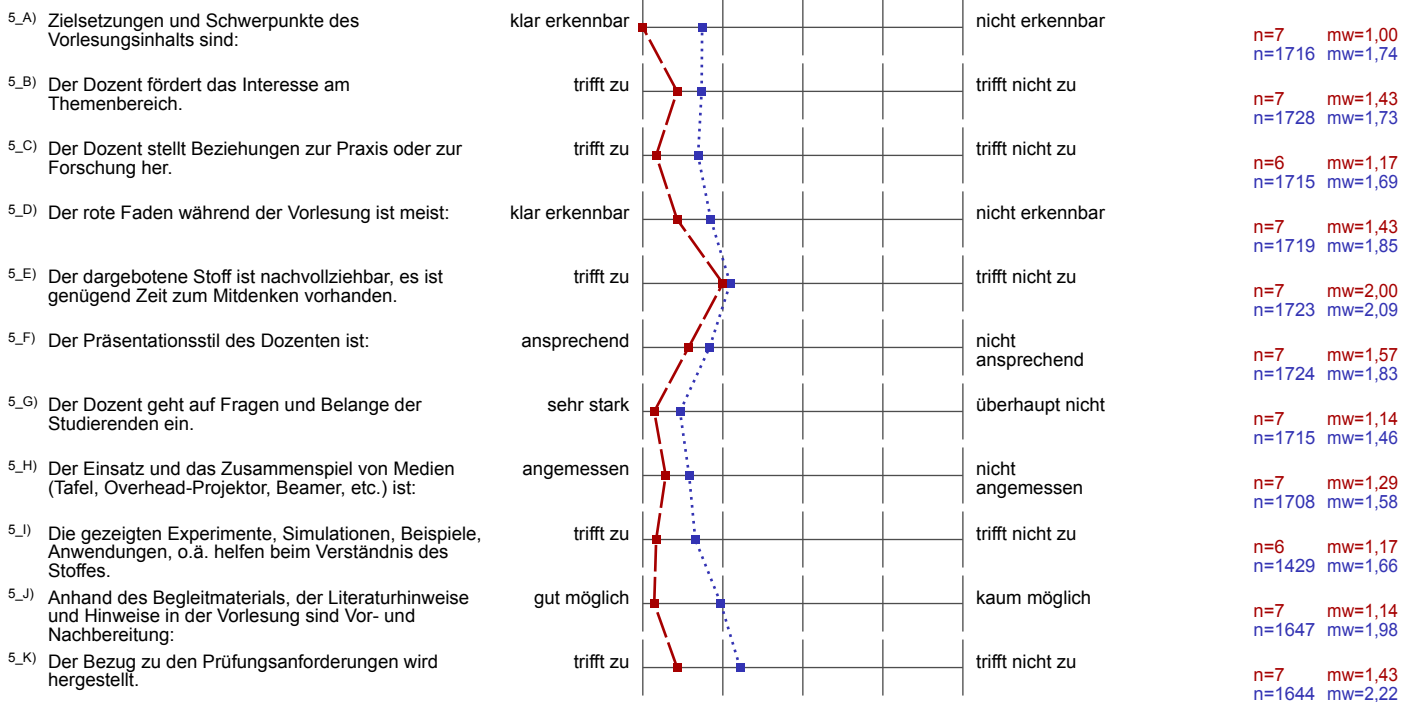 5_A) Zielsetzungen und Schwerpunkte des
Vorlesungsinhalts sind:
klar erkennbar
nicht erkennbar
n=7 mw=1,00
n=1716 mw=1,74
5_B) Der Dozent fördert das Interesse am
Themenbereich.
trifft zu
trifft nicht zu
n=7 mw=1,43
n=1728 mw=1,73
5_C) Der Dozent stellt Beziehungen zur Praxis oder zur
Forschung her.
trifft zu
trifft nicht zu
n=6 mw=1,17
n=1715 mw=1,69
5_D) Der rote Faden während der Vorlesung ist meist:
klar erkennbar
nicht erkennbar
n=7 mw=1,43
n=1719 mw=1,85
5_E) Der dargebotene Stoff ist nachvollziehbar, es ist
genügend Zeit zum Mitdenken vorhanden.
trifft zu
trifft nicht zu
n=7 mw=2,00
n=1723 mw=2,09
5_F) Der Präsentationsstil des Dozenten ist:
ansprechend
nicht
ansprechend
n=7 mw=1,57
n=1724 mw=1,83
5_G) Der Dozent geht auf Fragen und Belange der
Studierenden ein.
sehr stark
überhaupt nicht
n=7 mw=1,14
n=1715 mw=1,46
5_H) Der Einsatz und das Zusammenspiel von Medien
(Tafel, Overhead-Projektor, Beamer, etc.) ist:
angemessen
nicht
angemessen
n=7 mw=1,29
n=1708 mw=1,58
5_I) Die gezeigten Experimente, Simulationen, Beispiele,
Anwendungen, o.ä. helfen beim Verständnis des
Stoffes.
trifft zu
trifft nicht zu
n=6 mw=1,17
n=1429 mw=1,66
5_J) Anhand des Begleitmaterials, der Literaturhinweise
und Hinweise in der Vorlesung sind Vor- und
Nachbereitung:
gut möglich
kaum möglich
n=7 mw=1,14
n=1647 mw=1,98
5_K) Der Bezug zu den Prüfungsanforderungen wird
hergestellt.
trifft zu
trifft nicht zu
n=7 mw=1,43
n=1644 mw=2,22